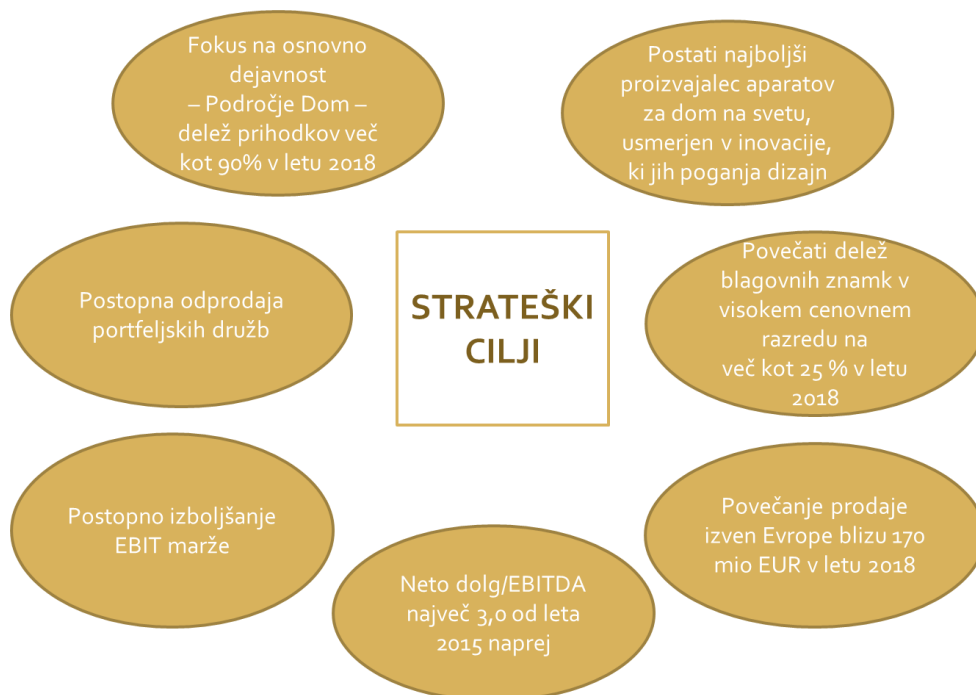 Fokus na osnovno
dejavnost
– Področje Dom –
delež prihodkov več
kot 90% v letu 2018
Postati najboljši
proizvajalec aparatov
za dom na svetu,
usmerjen v inovacije,
ki jih poganja dizajn
Postopna odprodaja
portfeljskih družb
STRATEŠKI
CILJI
Povečati delež
blagovnih znamk v
visokem cenovnem
razredu na
več kot 25 % v letu
2018
Postopno izboljšanje
EBIT marže
Neto dolg/EBITDA
največ 3,0 od leta
2015 naprej
Povečanje prodaje
izven Evrope blizu 170
mio EUR v letu 2018